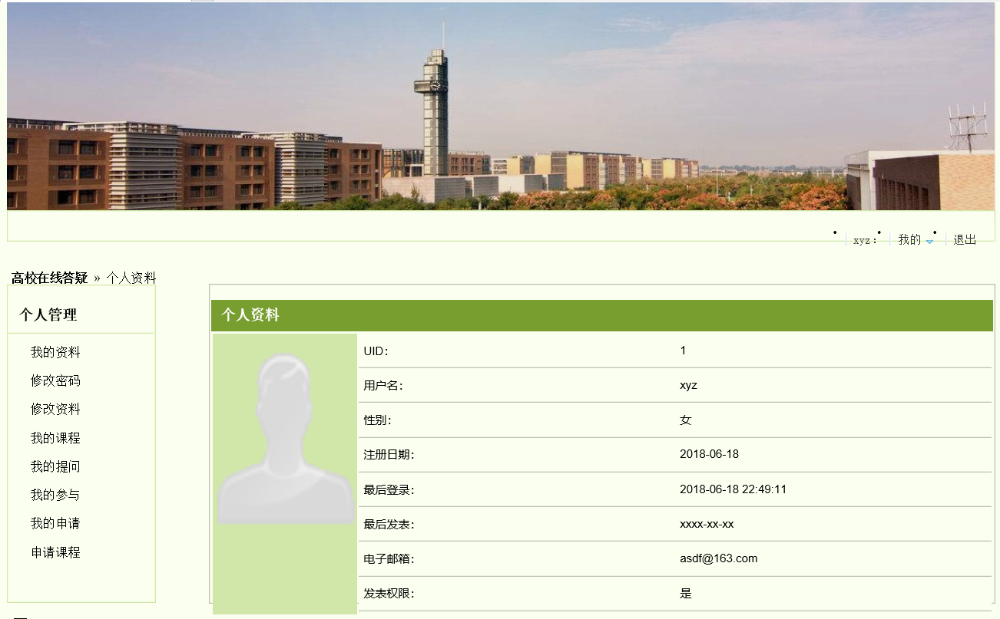 xyz: 我的 退出
高校在线答疑 » 个人资料
个人管理
我的资料
修改密码
修改资料
我的课程
我的提问
我的参与
我的申请
申请课程
个人资料
UID: 1
用户名: xyz
性别: 女
注册日期: 2018-06-18
最后登录: 2018-06-18 22:49:11
最后发表: xxxx-xx-xx
电子邮箱: asdf@163.com
发表权限: 是